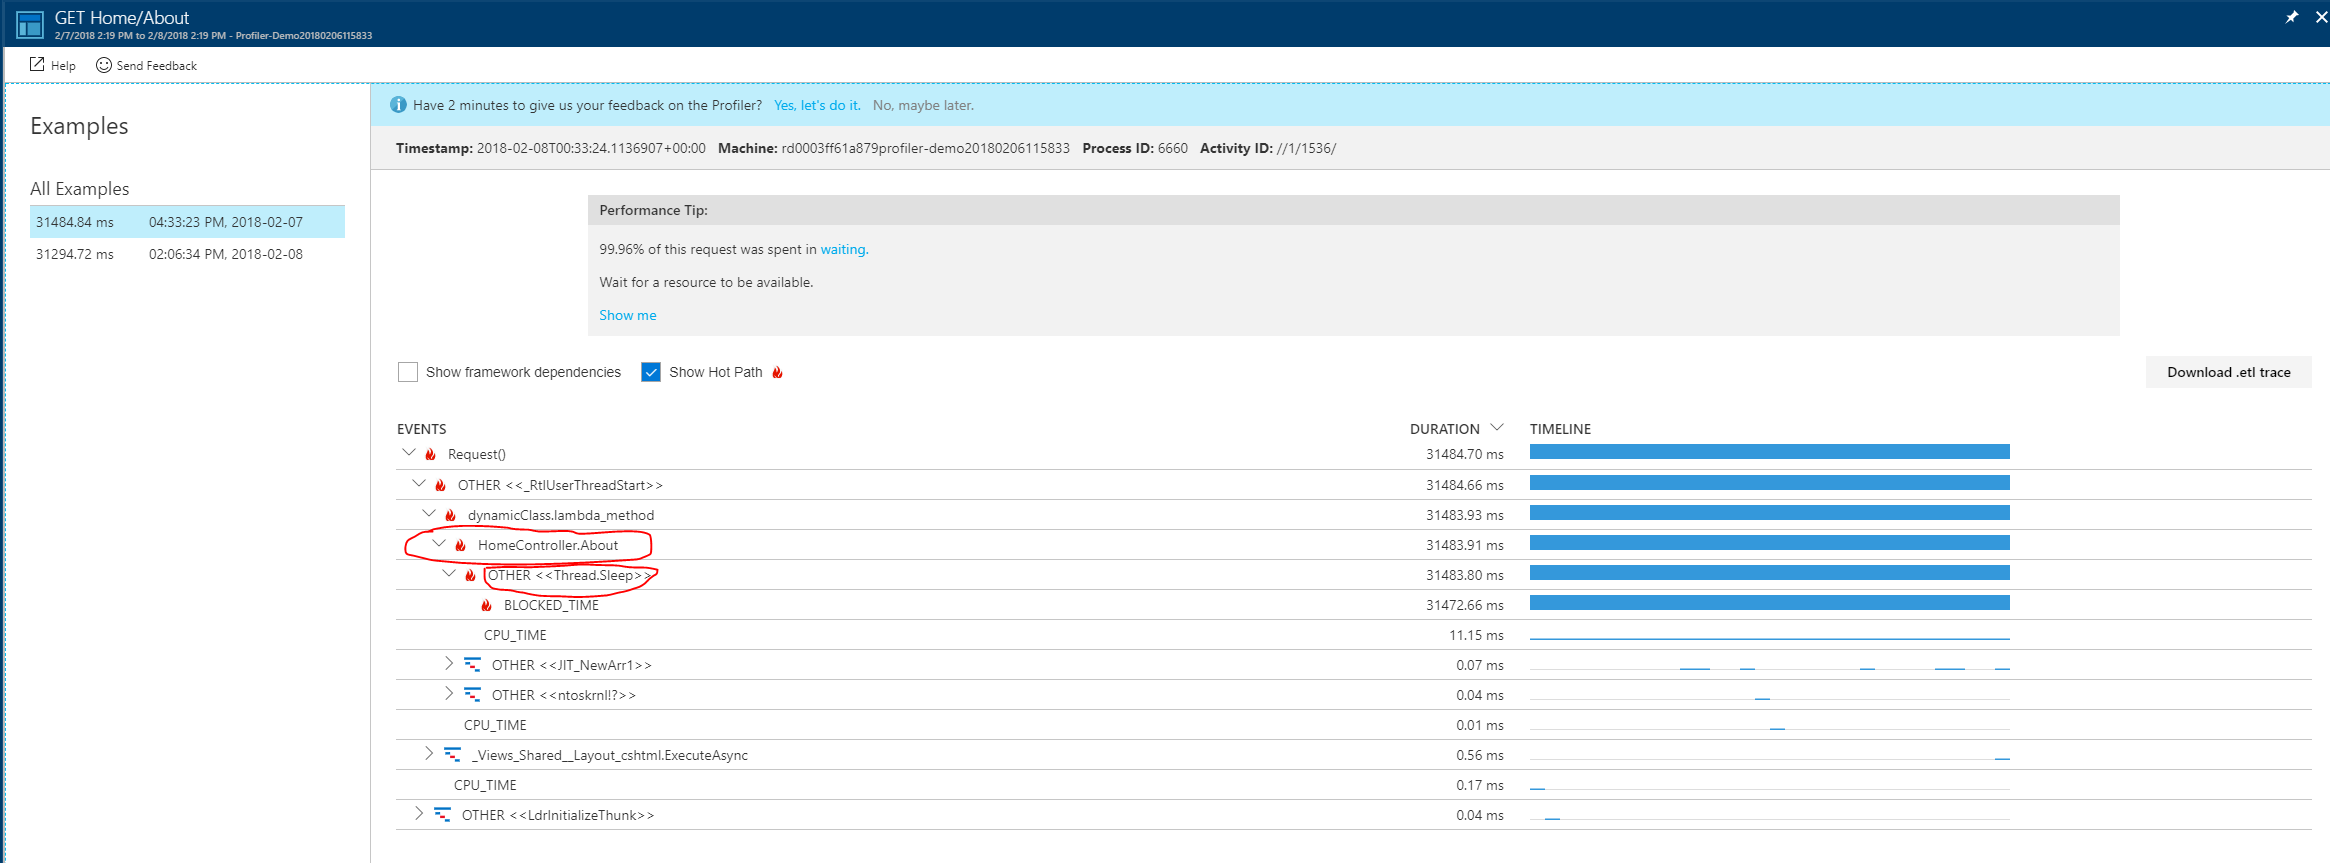 GET Home/About
2/7/2018 2:19 PM to 2/8/2018 2:19 PM - Profiler-Demo20180206115833
Help Send Feedback
Examples
All Examples
31484.84 ms 04:33:23 PM, 2018-02-07
31294.72 ms 02:06:34 PM, 2018-02-08
Have 2 minutes to give us your feedback on the Profiler? Yes, let's do it. No, maybe later.
Timestamp: 2018-02-08T00:33:24.1136907+00:00 Machine: rd0003ff61a879profiler-demo20180206115833 Process ID: 6660 Activity ID: //1/1536/
Performance Tip:
99.96% of this request was spent in waiting.
Wait for a resource to be available.
Show me
Show framework dependencies Show Hot Path Download .etl trace
EVENTS DURATION TIMELINE
Request() 31484.70 ms
OTHER <<_RtlUserThreadStart>> 31484.66 ms
dynamicClass.lambda_method 31483.93 ms
HomeController.About 31483.91 ms
OTHER <<Thread.Sleep>> 31483.80 ms
BLOCKED_TIME 31472.66 ms
CPU_TIME 11.15 ms
OTHER <<JIT_NewArr1>> 0.07 ms
OTHER <<ntoskrnl!?>> 0.04 ms
CPU_TIME 0.01 ms
_Views_Shared__Layout_cshtml.ExecuteAsync 0.56 ms
CPU_TIME 0.17 ms
OTHER <<LdrInitializeThunk>> 0.04 ms